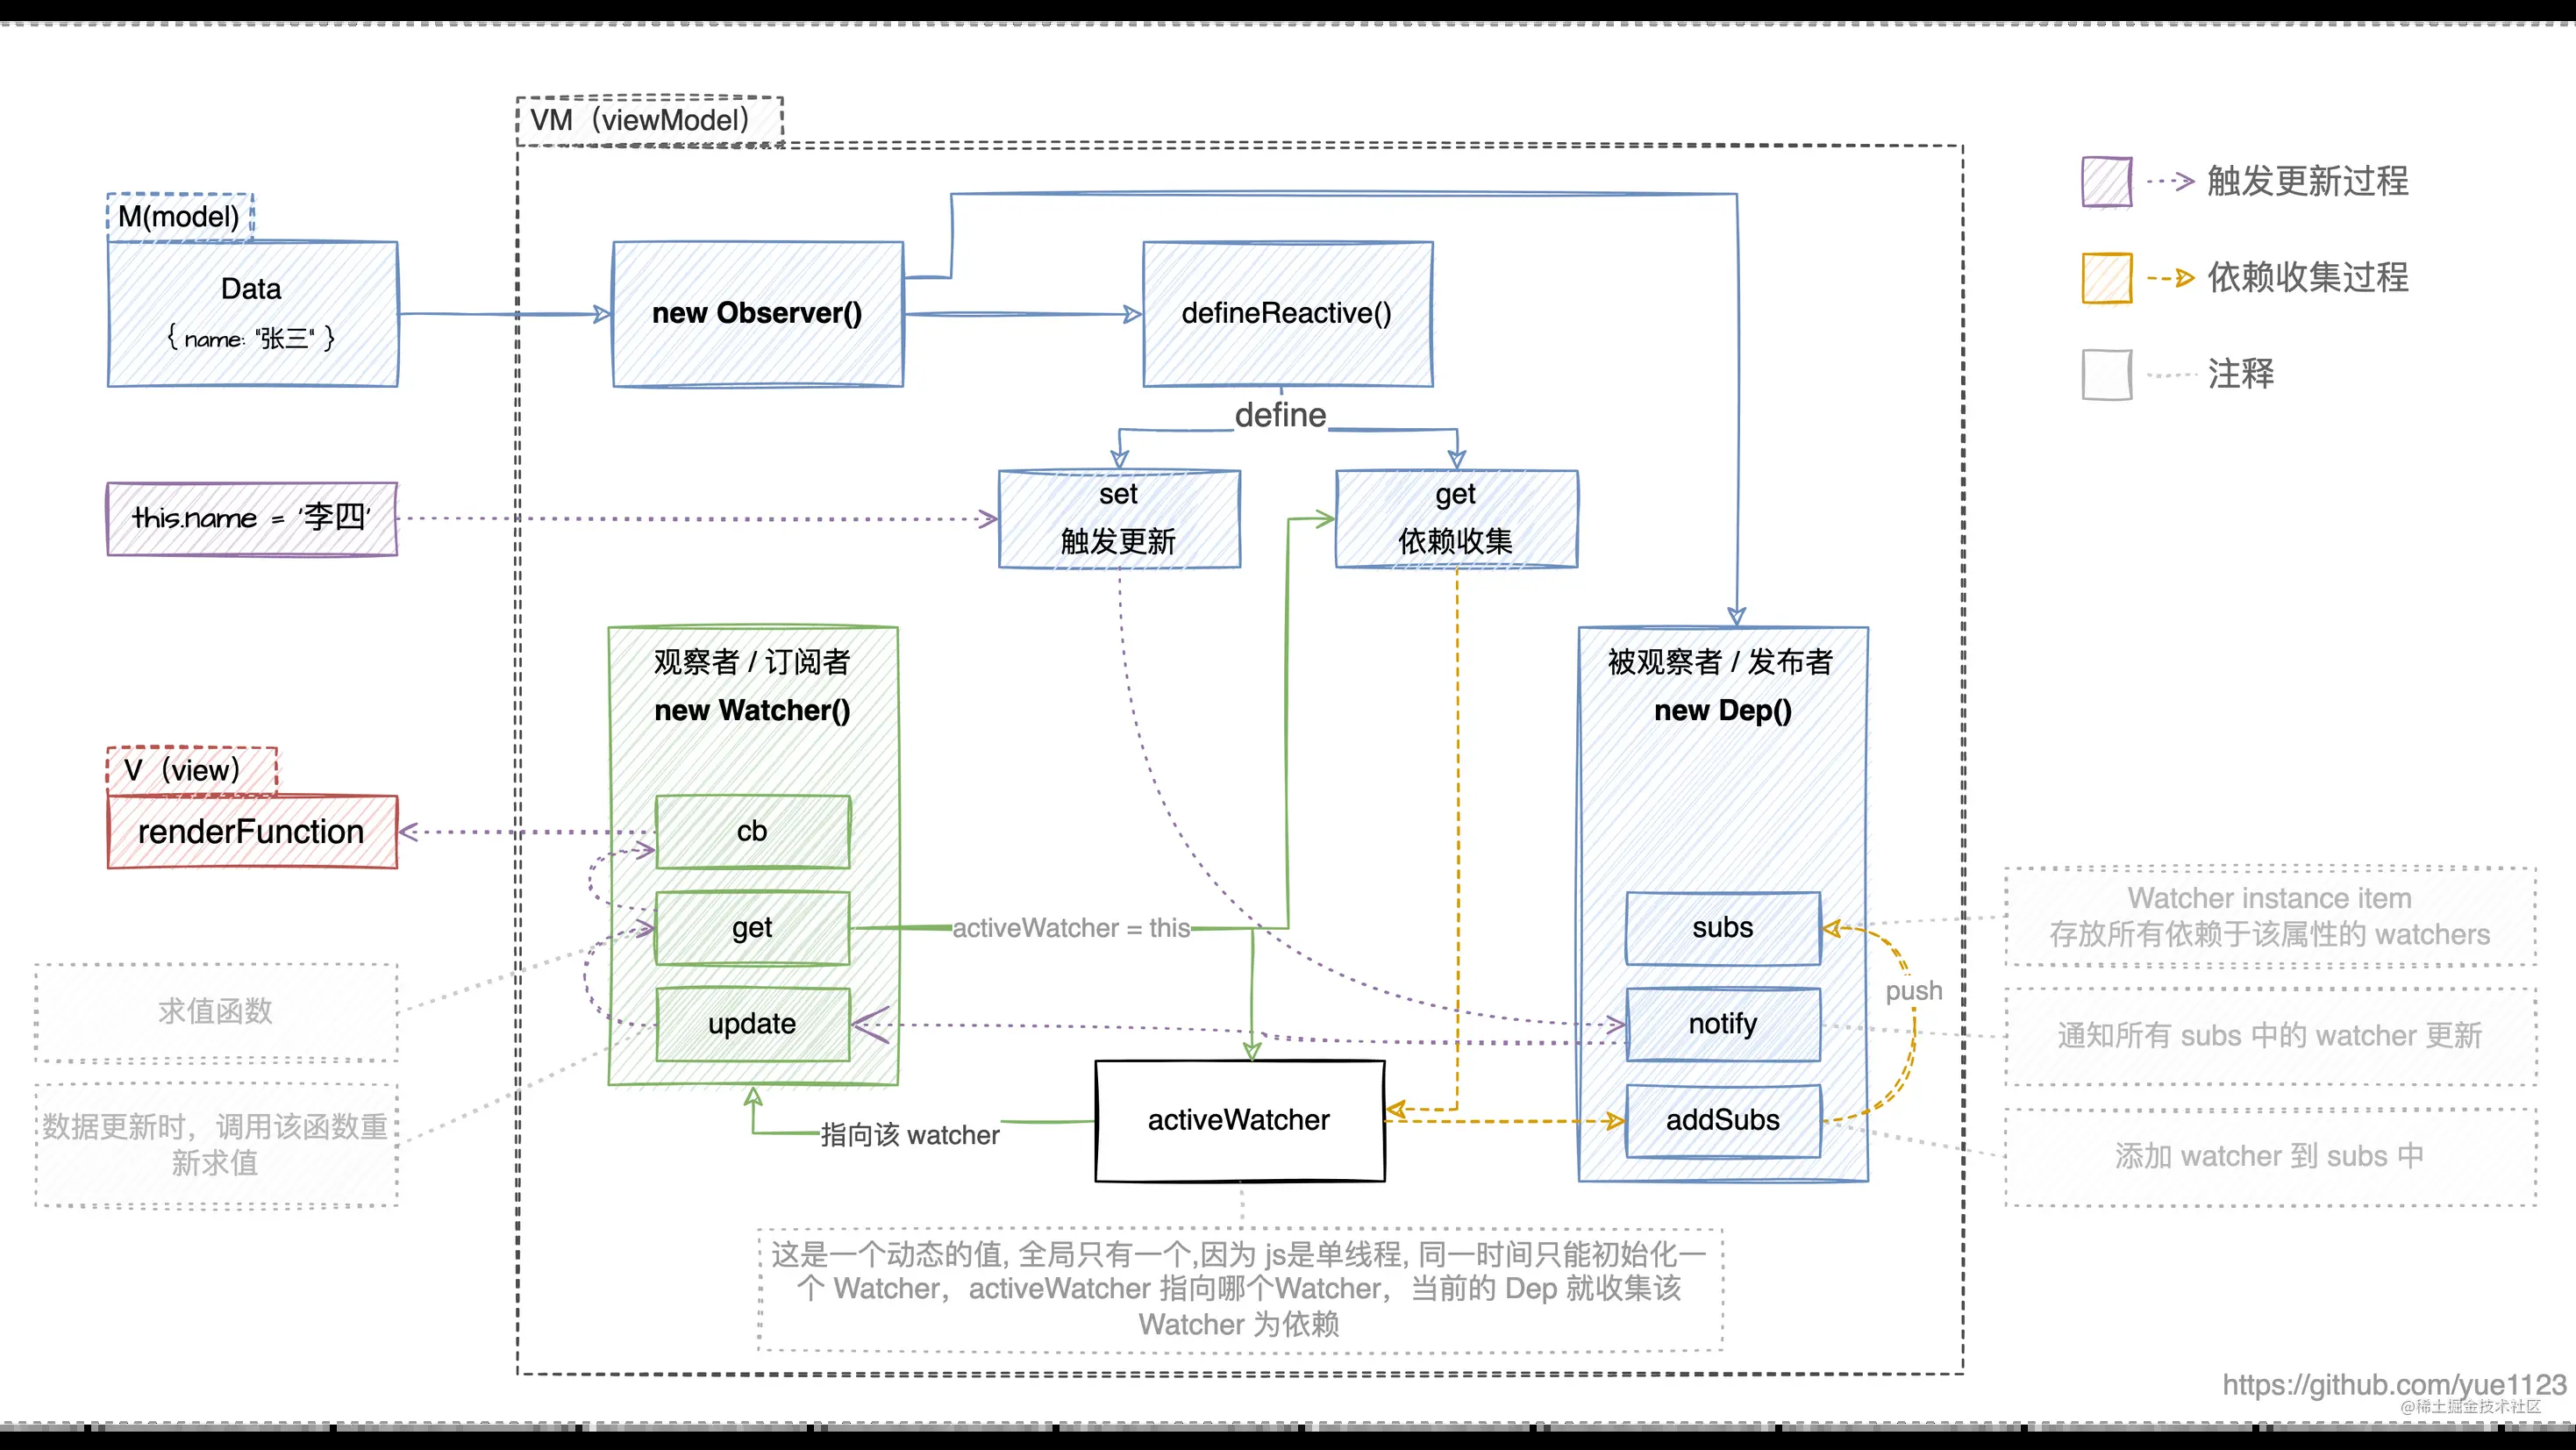 VM（viewModel）
M(model)
Data
{ name: "张三" }
new Observer()
defineReactive()
define
触发更新过程
依赖收集过程
注释
this.name = '李四'
set
触发更新
get
依赖收集
观察者 / 订阅者
new Watcher()
被观察者 / 发布者
new Dep()
V（view）
renderFunction
cb
get
update
activeWatcher = this
subs
notify
addSubs
push
Watcher instance item
存放所有依赖于该属性的 watchers
通知所有 subs 中的 watcher 更新
添加 watcher 到 subs 中
求值函数
数据更新时，调用该函数重
新求值
指向该 watcher
activeWatcher
这是一个动态的值, 全局只有一个,因为 js是单线程, 同一时间只能初始化一
个 Watcher，activeWatcher 指向哪个Watcher，当前的 Dep 就收集该
Watcher 为依赖
https://github.com/yue1123
@稀土掘金技术社区